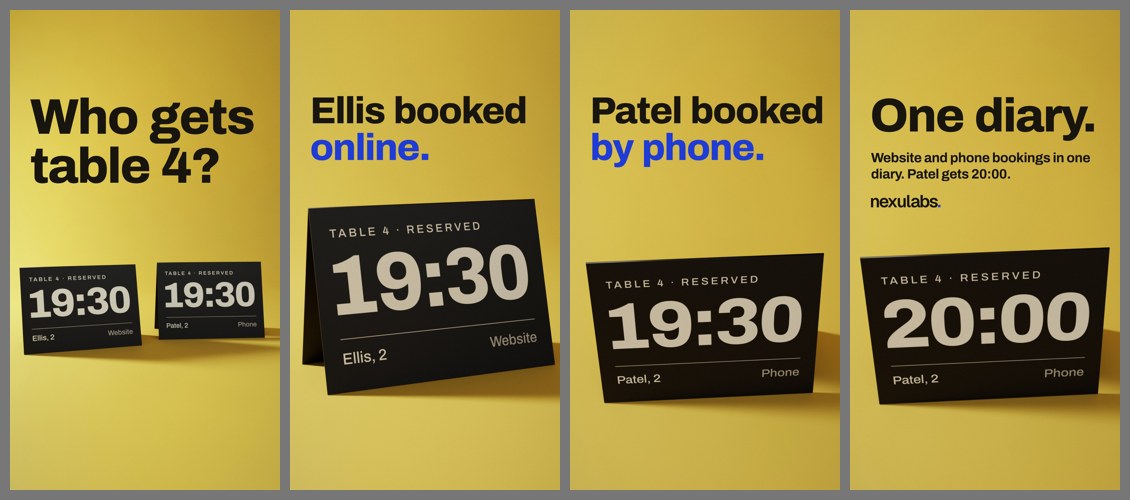 Who gets
table 4?
TABLE 4 · RESERVED
19:30
Ellis, 2
Website
TABLE 4 · RESERVED
19:30
Patel, 2
Phone
Ellis booked
online.
TABLE 4 · RESERVED
19:30
Ellis, 2
Website
Patel booked
by phone.
TABLE 4 · RESERVED
19:30
Patel, 2
Phone
One diary.
Website and phone bookings in one
diary. Patel gets 20:00.
nexulabs.
TABLE 4 · RESERVED
20:00
Patel, 2
Phone